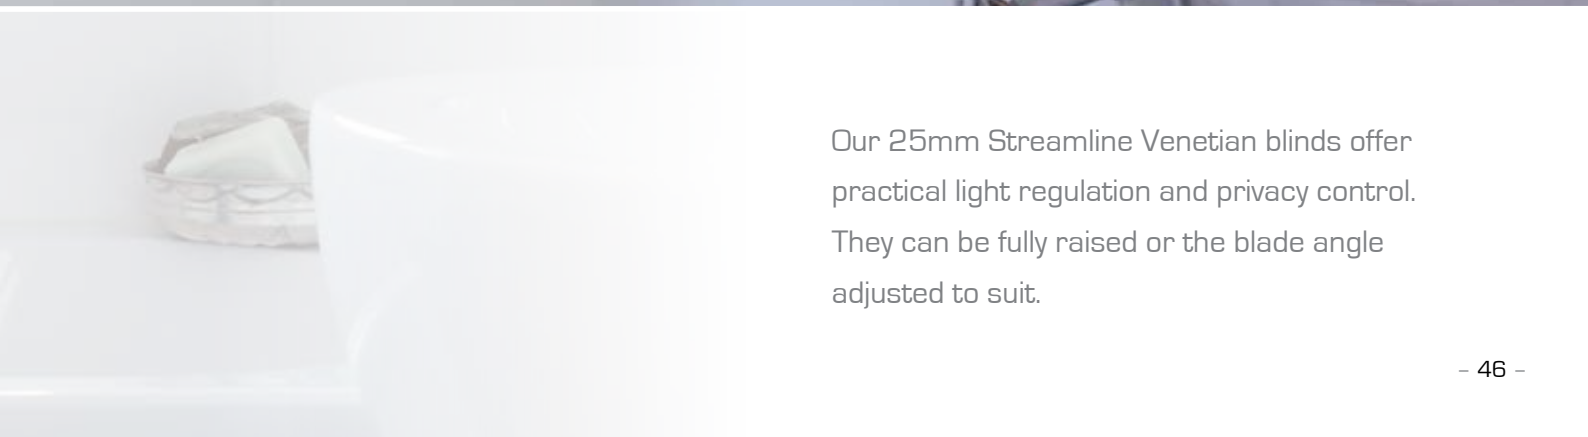 Our 25mm Streamline Venetian blinds offer
practical light regulation and privacy control.
They can be fully raised or the blade angle
adjusted to suit.
– 46 –